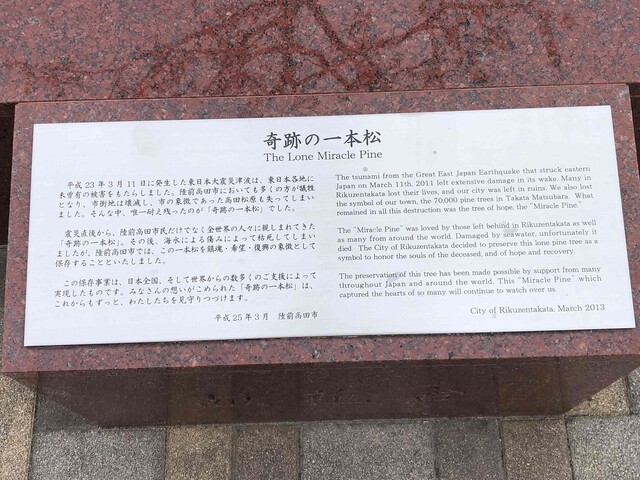 奇跡の一本松
The Lone Miracle Pine
平成 23 年 3 月 11 日に発生した東日本大震災津波は、東日本各地に
未曽有の被害をもたらしました。陸前高田市においても多くの方が犠牲
となり、市街地は壊滅し、市の象徴であった高田松原も失ってしまい
ました。そんな中、唯一耐え残ったのが「奇跡の一本松」でした。
震災直後から、陸前高田市民だけでなく全世界の人々に親しまれてきた
「奇跡の一本松」。その後、海水による傷みによって枯死してしまい
ましたが、陸前高田市では、この一本松を鎮魂・希望・復興の象徴として
保存することといたしました。
この保存事業は、日本全国、そして世界からの数多くのご支援によって
実現したものです。みなさんの想いがこめられた「奇跡の一本松」は、
これからもずっと、わたしたちを見守りつづけます。
平成 25 年 3 月　陸前高田市
The tsunami from the Great East Japan Earthquake that struck eastern
Japan on March 11th, 2011 left extensive damage in its wake. Many in
Rikuzentakata lost their lives, and our city was left in ruins. We also lost
the symbol of our town, the 70,000 pine trees in Takata Matsubara. What
remained in all this destruction was the tree of hope, the "Miracle Pine."
The "Miracle Pine" was loved by those left behind in Rikuzentakata as well
as many from around the world. Damaged by seawater, unfortunately it
died. The City of Rikuzentakata decided to preserve this lone pine tree as a
symbol to honor the souls of the deceased, and of hope and recovery.
The preservation of this tree has been made possible by support from many
throughout Japan and around the world. This "Miracle Pine" which
captured the hearts of so many will continue to watch over us.
City of Rikuzentakata, March 2013